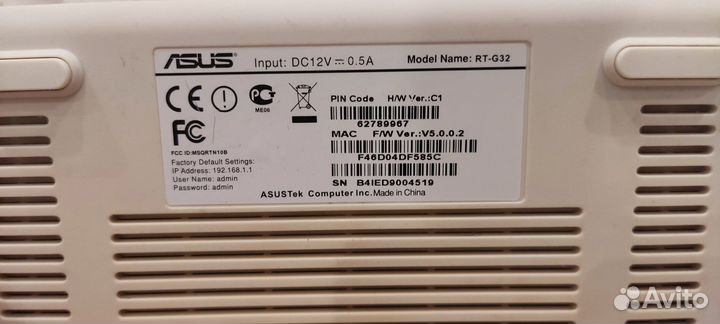 ASUS Input: DC12V 0.5A Model Name: RT-G32
CE
ME06
PIN Code H/W Ver.:C1
62789967
FC
MAC F/W Ver.: V5.0.0.2
FCC ID:MSQRTN10B
F46D04DF585C
Factory Default Settings:
IP Address: 192.168.1.1
User Name: admin
Password: admin
SN B4IED9004519
ASUSTek Computer Inc. Made in China
Avito